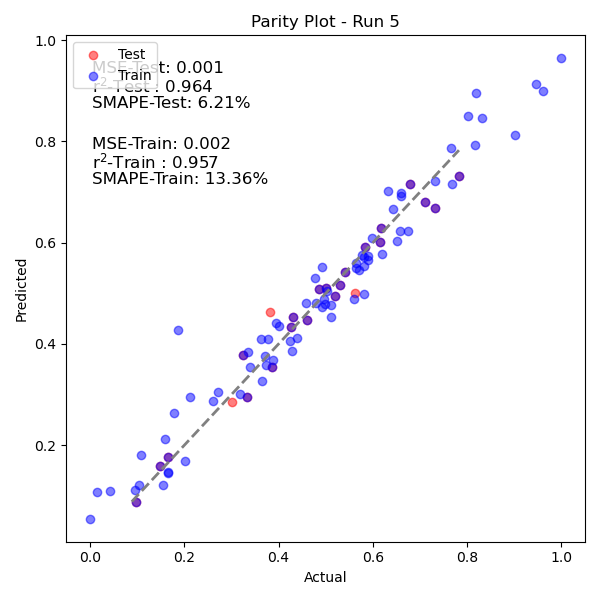 Parity Plot - Run 5
Test
Train
MSE-Test: 0.001
r²-Test : 0.964
SMAPE-Test: 6.21%
MSE-Train: 0.002
r²-Train : 0.957
SMAPE-Train: 13.36%
1.0
0.8
0.6
0.4
0.2
Predicted
0.0 0.2 0.4 0.6 0.8 1.0
Actual